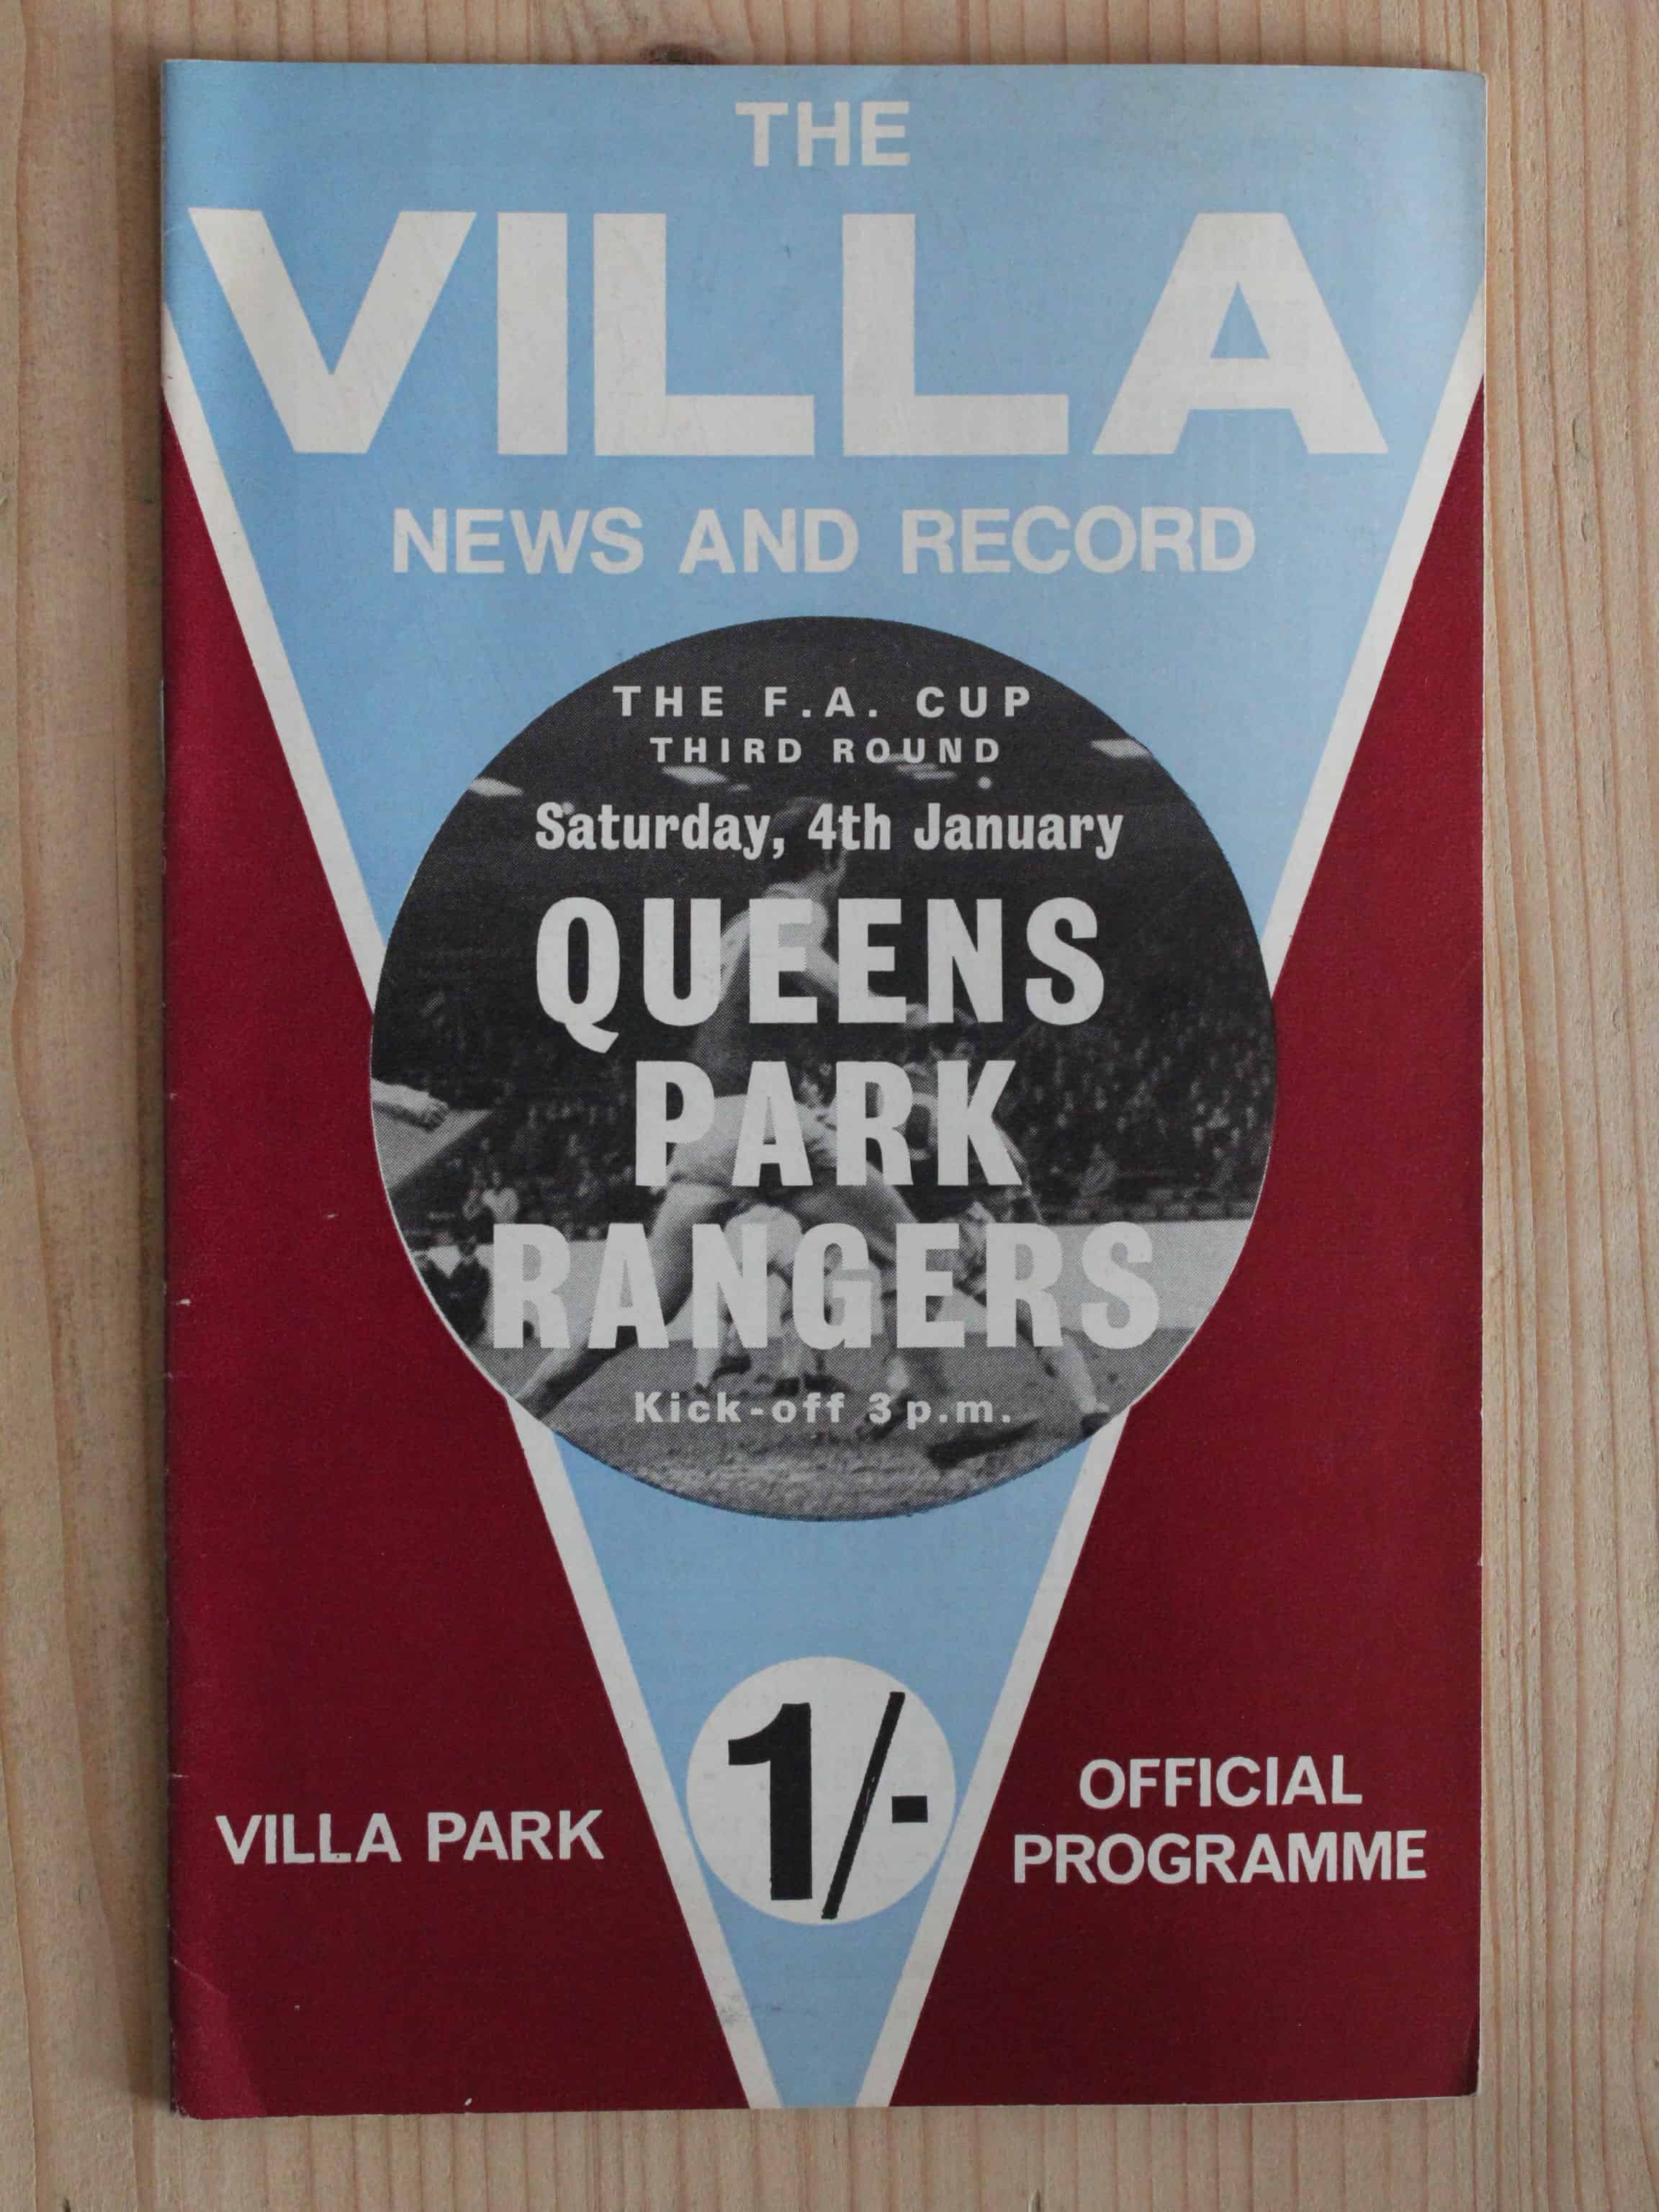 THE
VILLA
NEWS AND RECORD
THE F.A. CUP
THIRD ROUND
Saturday, 4th January
QUEENS
PARK
RANGERS
Kick-off 3 p.m.
1/-
VILLA PARK
OFFICIAL
PROGRAMME